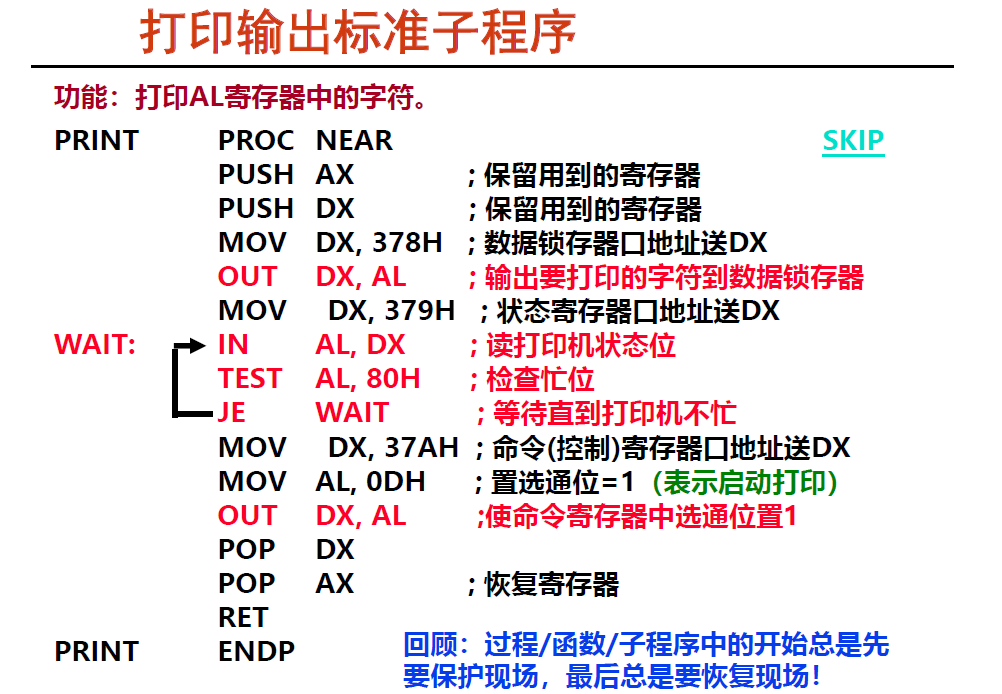 打印输出标准子程序
功能：打印AL寄存器中的字符。
PRINT PROC NEAR SKIP
PUSH AX ; 保留用到的寄存器
PUSH DX ; 保留用到的寄存器
MOV DX, 378H ; 数据锁存器口地址送DX
OUT DX, AL ; 输出要打印的字符到数据锁存器
MOV DX, 379H ; 状态寄存器口地址送DX
WAIT: IN AL, DX ; 读打印机状态位
TEST AL, 80H ; 检查忙位
JE WAIT ; 等待直到打印机不忙
MOV DX, 37AH ; 命令(控制)寄存器口地址送DX
MOV AL, 0DH ; 置选通位=1（表示启动打印）
OUT DX, AL ;使命令寄存器中选通位置1
POP DX
POP AX ; 恢复寄存器
RET
PRINT ENDP
回顾：过程/函数/子程序中的开始总是先
要保护现场，最后总是要恢复现场！